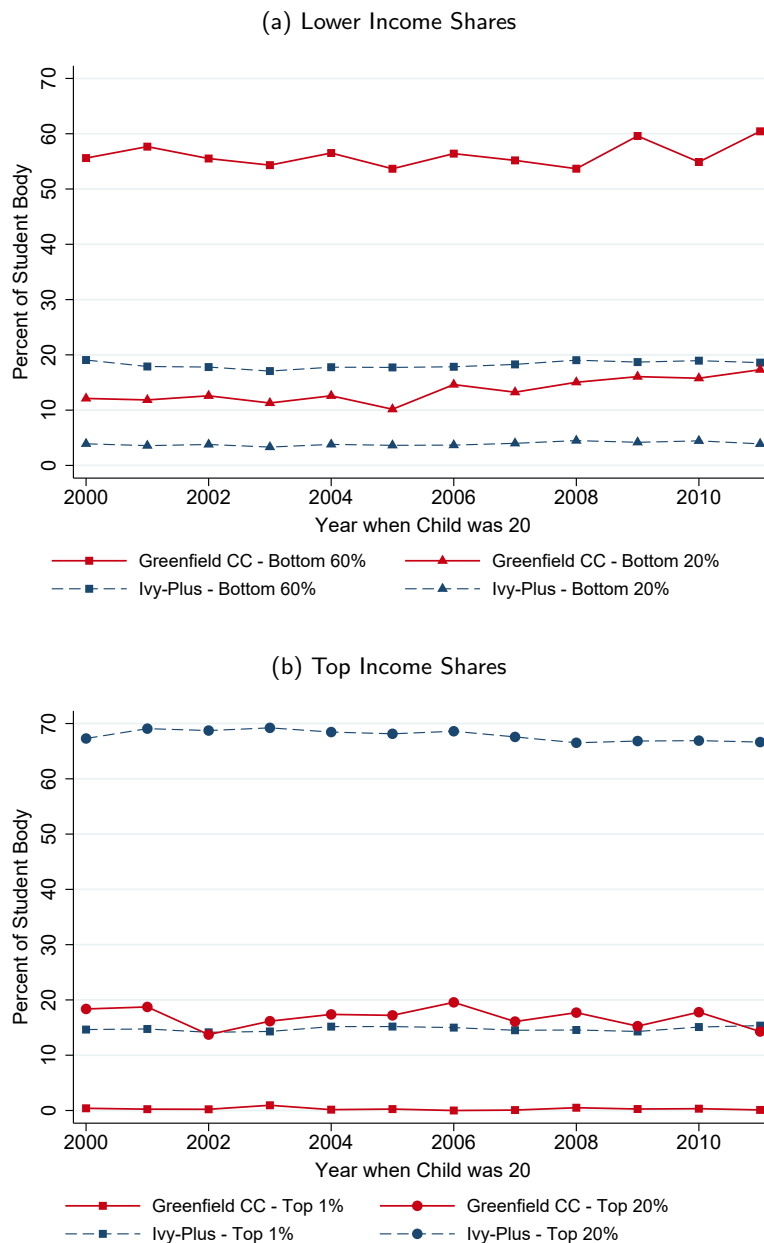 (a) Lower Income Shares
Percent of Student Body
70
60
50
40
30
20
10
0
2000 2002 2004 2006 2008 2010
Year when Child was 20
Greenfield CC - Bottom 60% Greenfield CC - Bottom 20%
Ivy-Plus - Bottom 60% Ivy-Plus - Bottom 20%
(b) Top Income Shares
Percent of Student Body
70
60
50
40
30
20
10
0
2000 2002 2004 2006 2008 2010
Year when Child was 20
Greenfield CC - Top 1% Greenfield CC - Top 20%
Ivy-Plus - Top 1% Ivy-Plus - Top 20%